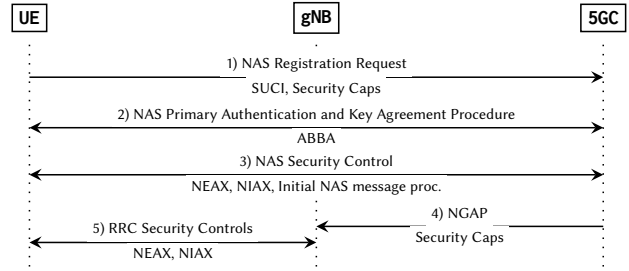 UE gNB 5GC
1) NAS Registration Request
SUCI, Security Caps
2) NAS Primary Authentication and Key Agreement Procedure
ABBA
3) NAS Security Control
NEAX, NIAX, Initial NAS message proc.
4) NGAP
Security Caps
5) RRC Security Controls
NEAX, NIAX